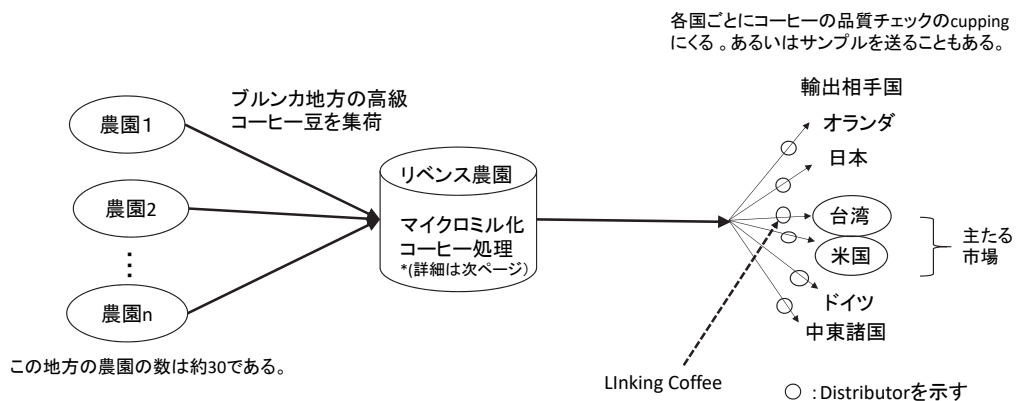 各国ごとにコーヒーの品質チェックのcupping
にくる 。あるいはサンプルを送ることもある。
輸出相手国
ブルンカ地方の高級
コーヒー豆を集荷
農園1
農園2
⋮
農園n
この地方の農園の数は約30である。
リベンス農園
マイクロミル化
コーヒー処理
*(詳細は次ページ)
オランダ
日本
台湾
米国
ドイツ
中東諸国
主たる
市場
LInking Coffee
○ :Distributorを示す